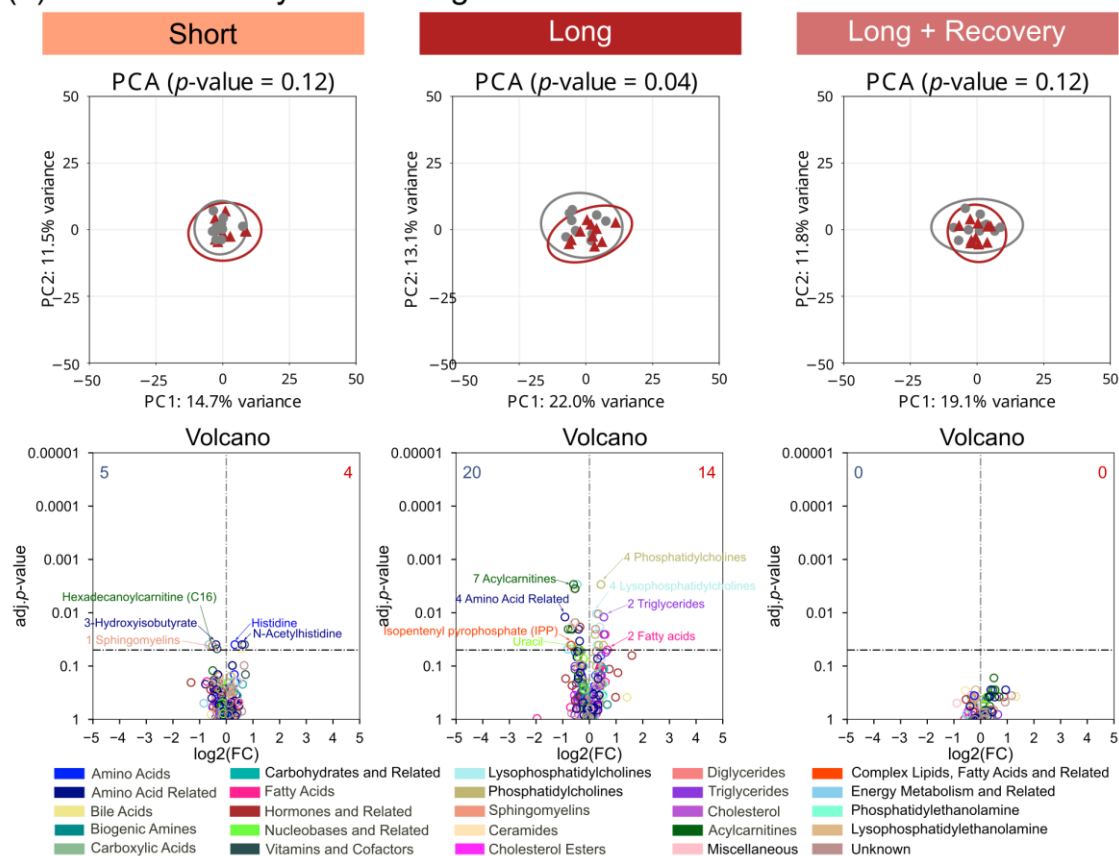 Short
Long
Long + Recovery
PCA (p-value = 0.12)
PCA (p-value = 0.04)
PCA (p-value = 0.12)
50
25
0
−25
−50
PC2: 11.5% variance
−50
−25
0
25
50
PC1: 14.7% variance
50
25
0
−25
−50
PC2: 13.1% variance
−50
−25
0
25
50
PC1: 22.0% variance
50
25
0
−25
−50
PC2: 11.8% variance
−50
−25
0
25
50
PC1: 19.1% variance
Volcano
5
4
0.00001
0.0001
0.001
0.01
0.1
1
adj.p-value
Hexadecanoylcarnitine (C16)
3-Hydroxyisobutyrate
1 Sphingomyelins
Histidine
N-Acetylhistidine
−5 −4 −3 −2 −1 0 1 2 3 4 5
log2(FC)
Volcano
20
14
0.00001
0.0001
0.001
0.01
0.1
1
adj.p-value
4 Phosphatidylcholines
7 Acylcarnitines
4 Lysophosphatidylcholines
4 Amino Acid Related
2 Triglycerides
Isopentenyl pyrophosphate (IPP)
Uracil
2 Fatty acids
−5 −4 −3 −2 −1 0 1 2 3 4 5
log2(FC)
Volcano
0
0
0.00001
0.0001
0.001
0.01
0.1
1
adj.p-value
−5 −4 −3 −2 −1 0 1 2 3 4 5
log2(FC)
Amino Acids
Amino Acid Related
Bile Acids
Biogenic Amines
Carboxylic Acids
Carbohydrates and Related
Fatty Acids
Hormones and Related
Nucleobases and Related
Vitamins and Cofactors
Lysophosphatidylcholines
Phosphatidylcholines
Sphingomyelins
Ceramides
Cholesterol Esters
Diglycerides
Triglycerides
Cholesterol
Acylcarnitines
Miscellaneous
Complex Lipids, Fatty Acids and Related
Energy Metabolism and Related
Phosphatidylethanolamine
Lysophosphatidylethanolamine
Unknown